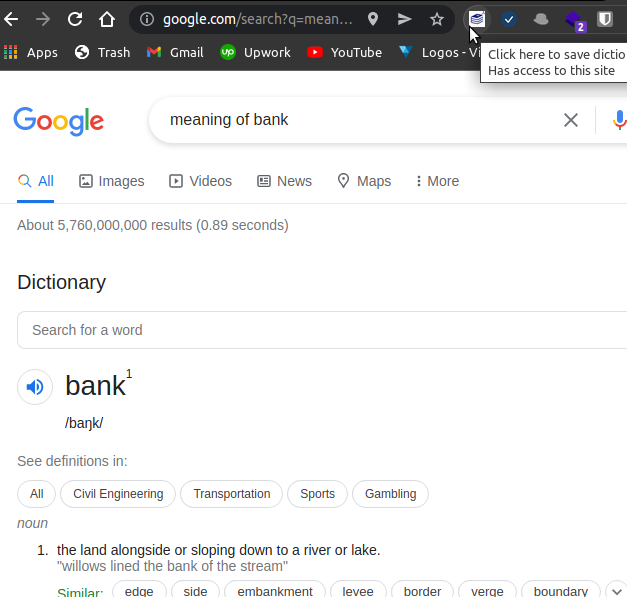 google.com/search?q=mean...
2
Apps Trash Gmail Upwork YouTube Logos - Vi
up
Click here to save dictio
Has access to this site
Google
meaning of bank
All Images Videos News Maps More
About 5,760,000,000 results (0.89 seconds)
Dictionary
Search for a word
bank1
/baŋk/
See definitions in:
All Civil Engineering Transportation Sports Gambling
noun
1. the land alongside or sloping down to a river or lake.
"willows lined the bank of the stream"
Similar: edge side embankment levee border verge boundary